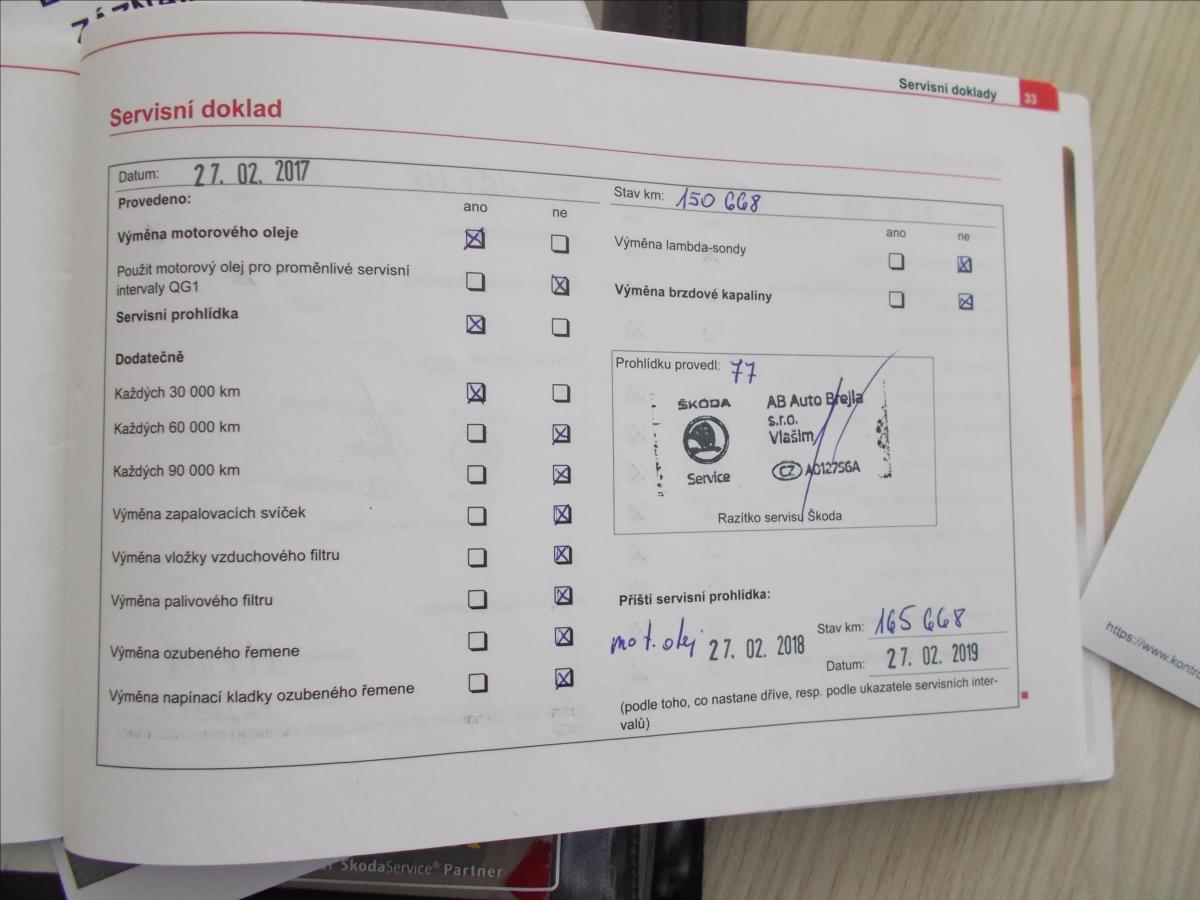 Servisní doklady 33
Servisní doklad
Datum: 27. 02. 2017
Provedeno:
ano ne
Výměna motorového oleje
Použit motorový olej pro proměnlivé servisní
intervaly QG1
Servisní prohlídka
Dodatečně
Každých 30 000 km
Každých 60 000 km
Každých 90 000 km
Výměna zapalovacích svíček
Výměna vložky vzduchového filtru
Výměna palivového filtru
Výměna ozubeného řemene
Výměna napínací kladky ozubeného řemene
Stav km: 150 668
ano ne
Výměna lambda-sondy
Výměna brzdové kapaliny
Prohlídku provedl: 77
ŠKODA
Service
AB Auto Brejla
s.r.o.
Vlašim
CZ A01275GA
Razítko servisu Škoda
Příští servisní prohlídka:
mot. olej 27. 02. 2018
Stav km: 165 668
Datum: 27. 02. 2019
(podle toho, co nastane dříve, resp. podle ukazatele servisních inter-
valů)
https://www.kontro
ŠkodaService® Partner